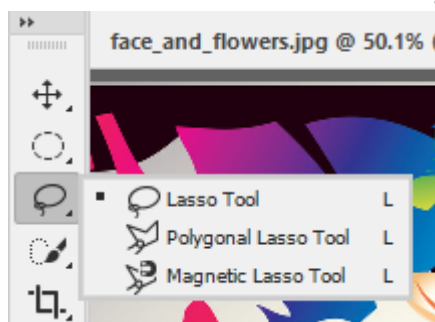 face_and_flowers.jpg @ 50.1% (
Lasso Tool L
Polygonal Lasso Tool L
Magnetic Lasso Tool L